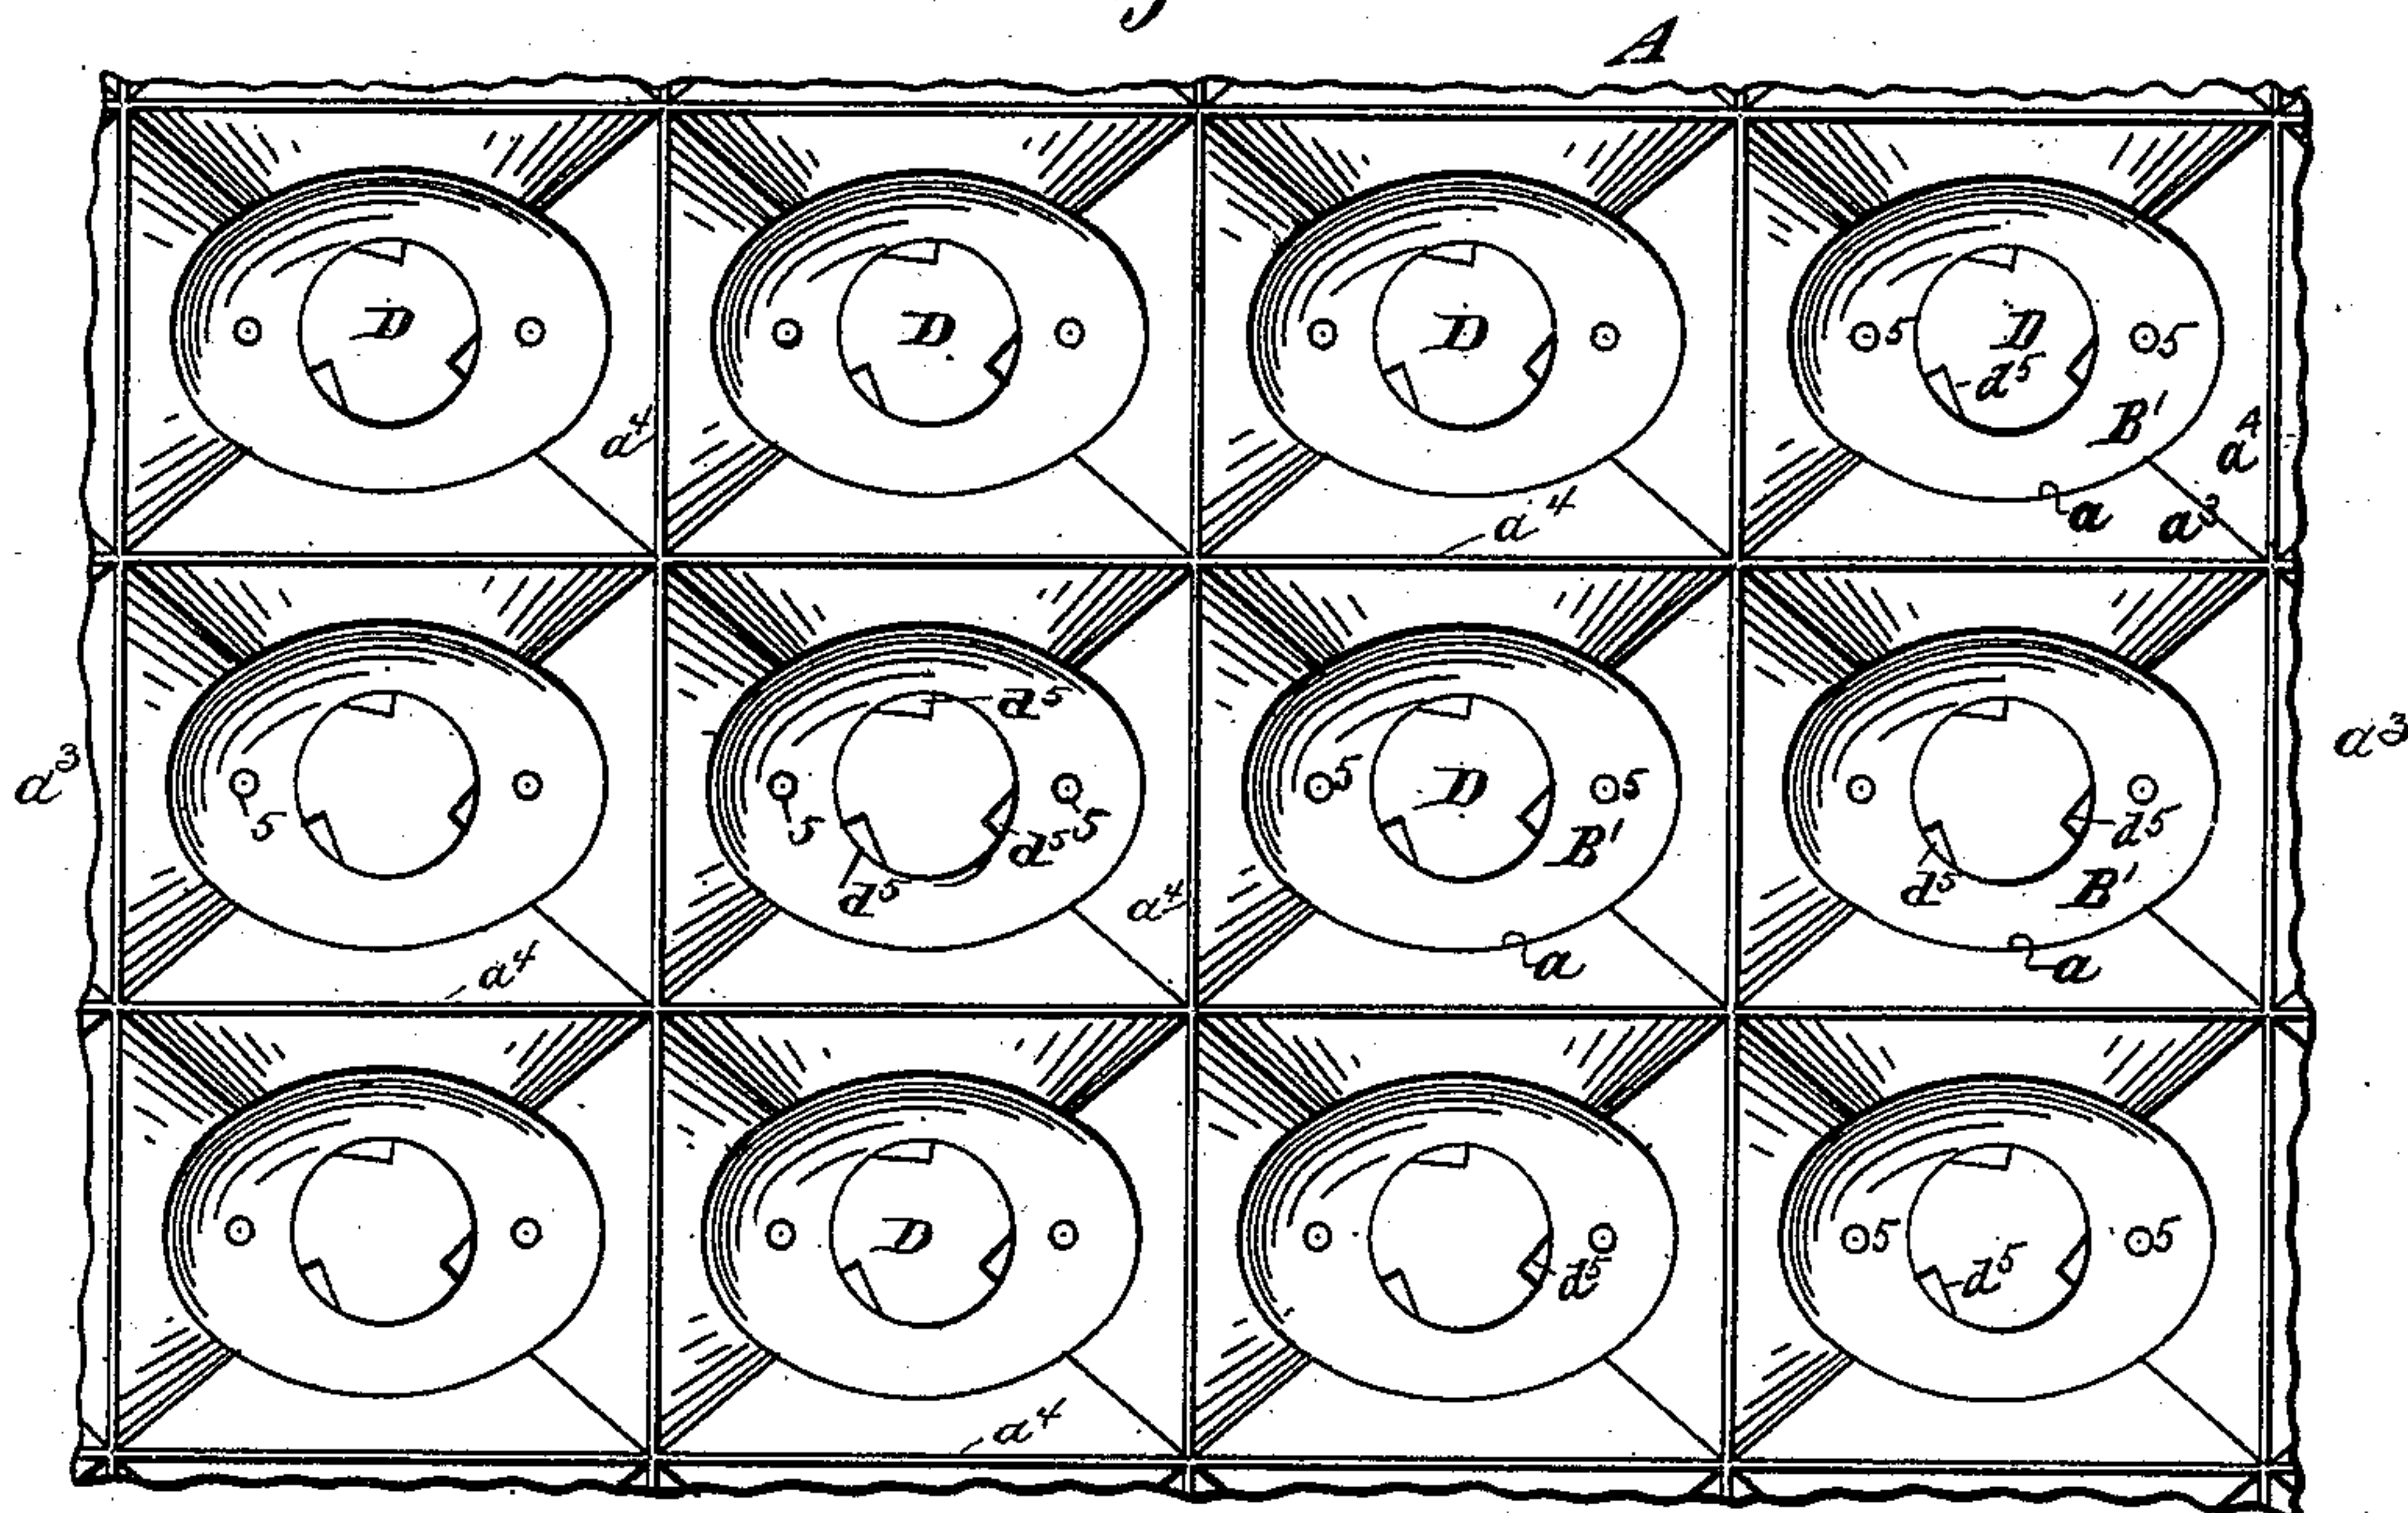 A
D D D 5 D 5
d⁵
B'
a⁴ a⁴
a⁴ a a³
d⁵
a³ 5 D 5 a³
5 5 d⁵ 5 B' d⁵
d⁵ a⁴ d⁵ B'
a⁴ a a
D d⁵ 5 d⁵ 5
a⁴